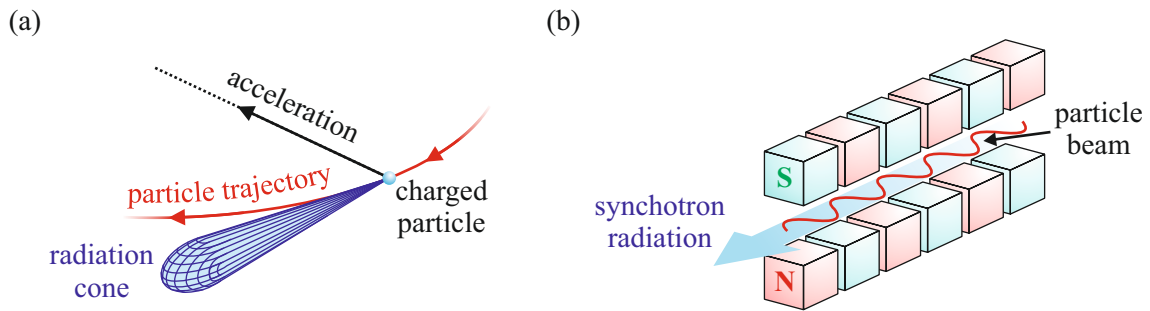 (a)
acceleration
particle trajectory
charged
particle
radiation
cone
(b)
particle
beam
S
synchotron
radiation
N